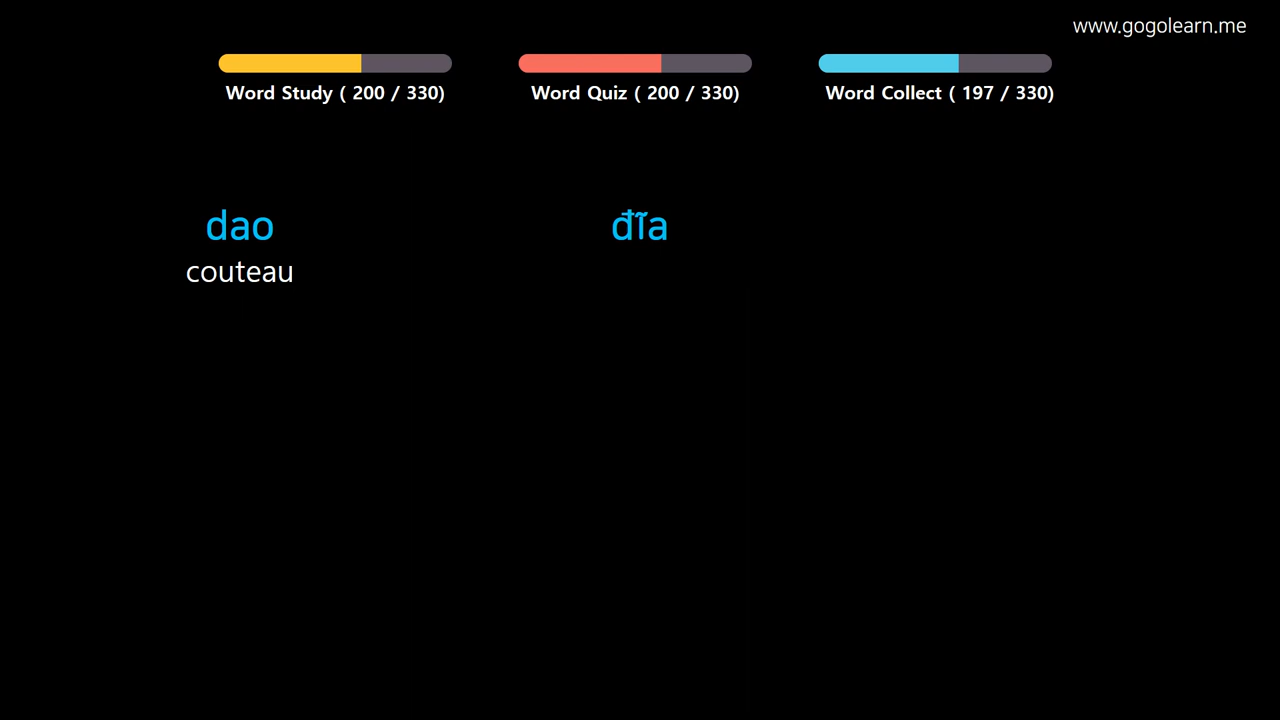 www.gogolearn.me
Word Study ( 200 / 330)
Word Quiz ( 200 / 330)
Word Collect ( 197 / 330)
dao
đĩa
couteau